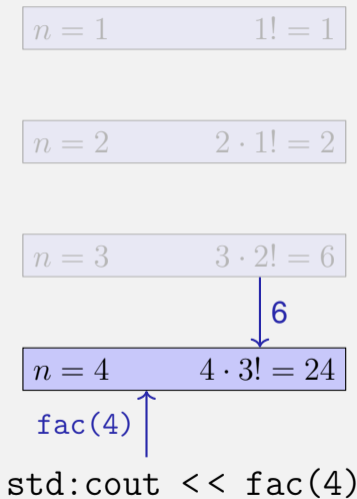 n = 1 1! = 1
n = 2 2 · 1! = 2
n = 3 3 · 2! = 6
6
n = 4 4 · 3! = 24
fac(4)
std:cout << fac(4)